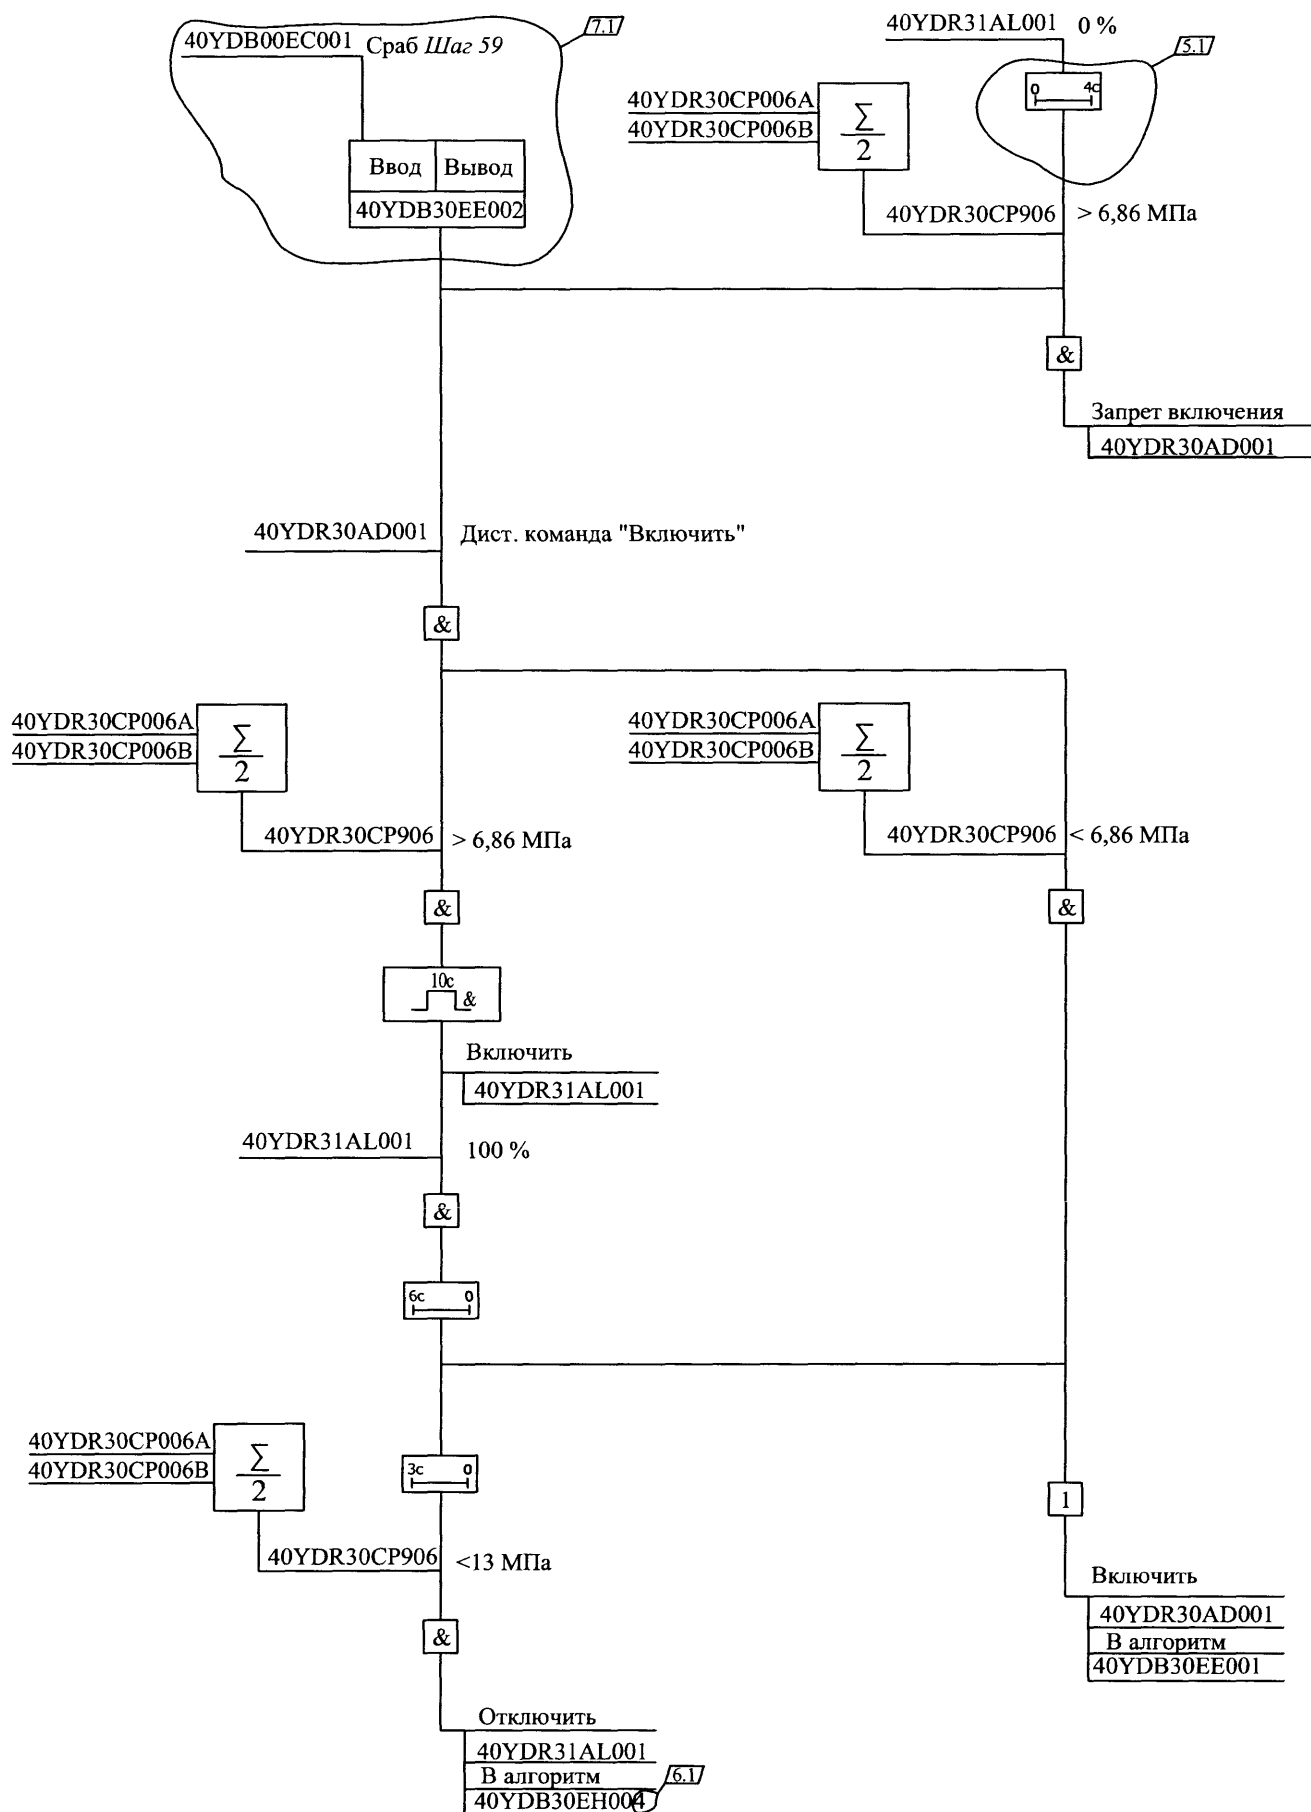 7.1
40YDB00EC001 Сраб Шаг 59
Ввод Вывод
40YDB30EE002
40YDR31AL001 0 %
5.1
0 4с
40YDR30CP006A
40YDR30CP006B
Σ
2
40YDR30CP906 > 6,86 МПа
&
Запрет включения
40YDR30AD001
40YDR30AD001 Дист. команда "Включить"
&
40YDR30CP006A
40YDR30CP006B
Σ
2
40YDR30CP906 > 6,86 МПа
&
40YDR30CP006A
40YDR30CP006B
Σ
2
40YDR30CP906 < 6,86 МПа
&
10с
&
Включить
40YDR31AL001
40YDR31AL001 100 %
&
6с 0
40YDR30CP006A
40YDR30CP006B
Σ
2
3с 0
40YDR30CP906 <13 МПа
&
1
Включить
40YDR30AD001
В алгоритм
40YDB30EE001
Отключить
40YDR31AL001
В алгоритм
40YDB30EH004
6.1